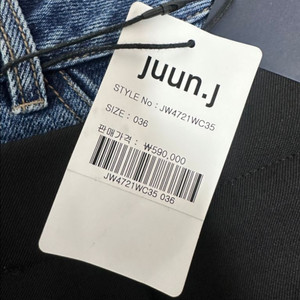 juun.j
STYLE No : JW4721WC35
SIZE : 036
판매가격 : ₩590,000
JW4721WC35 036